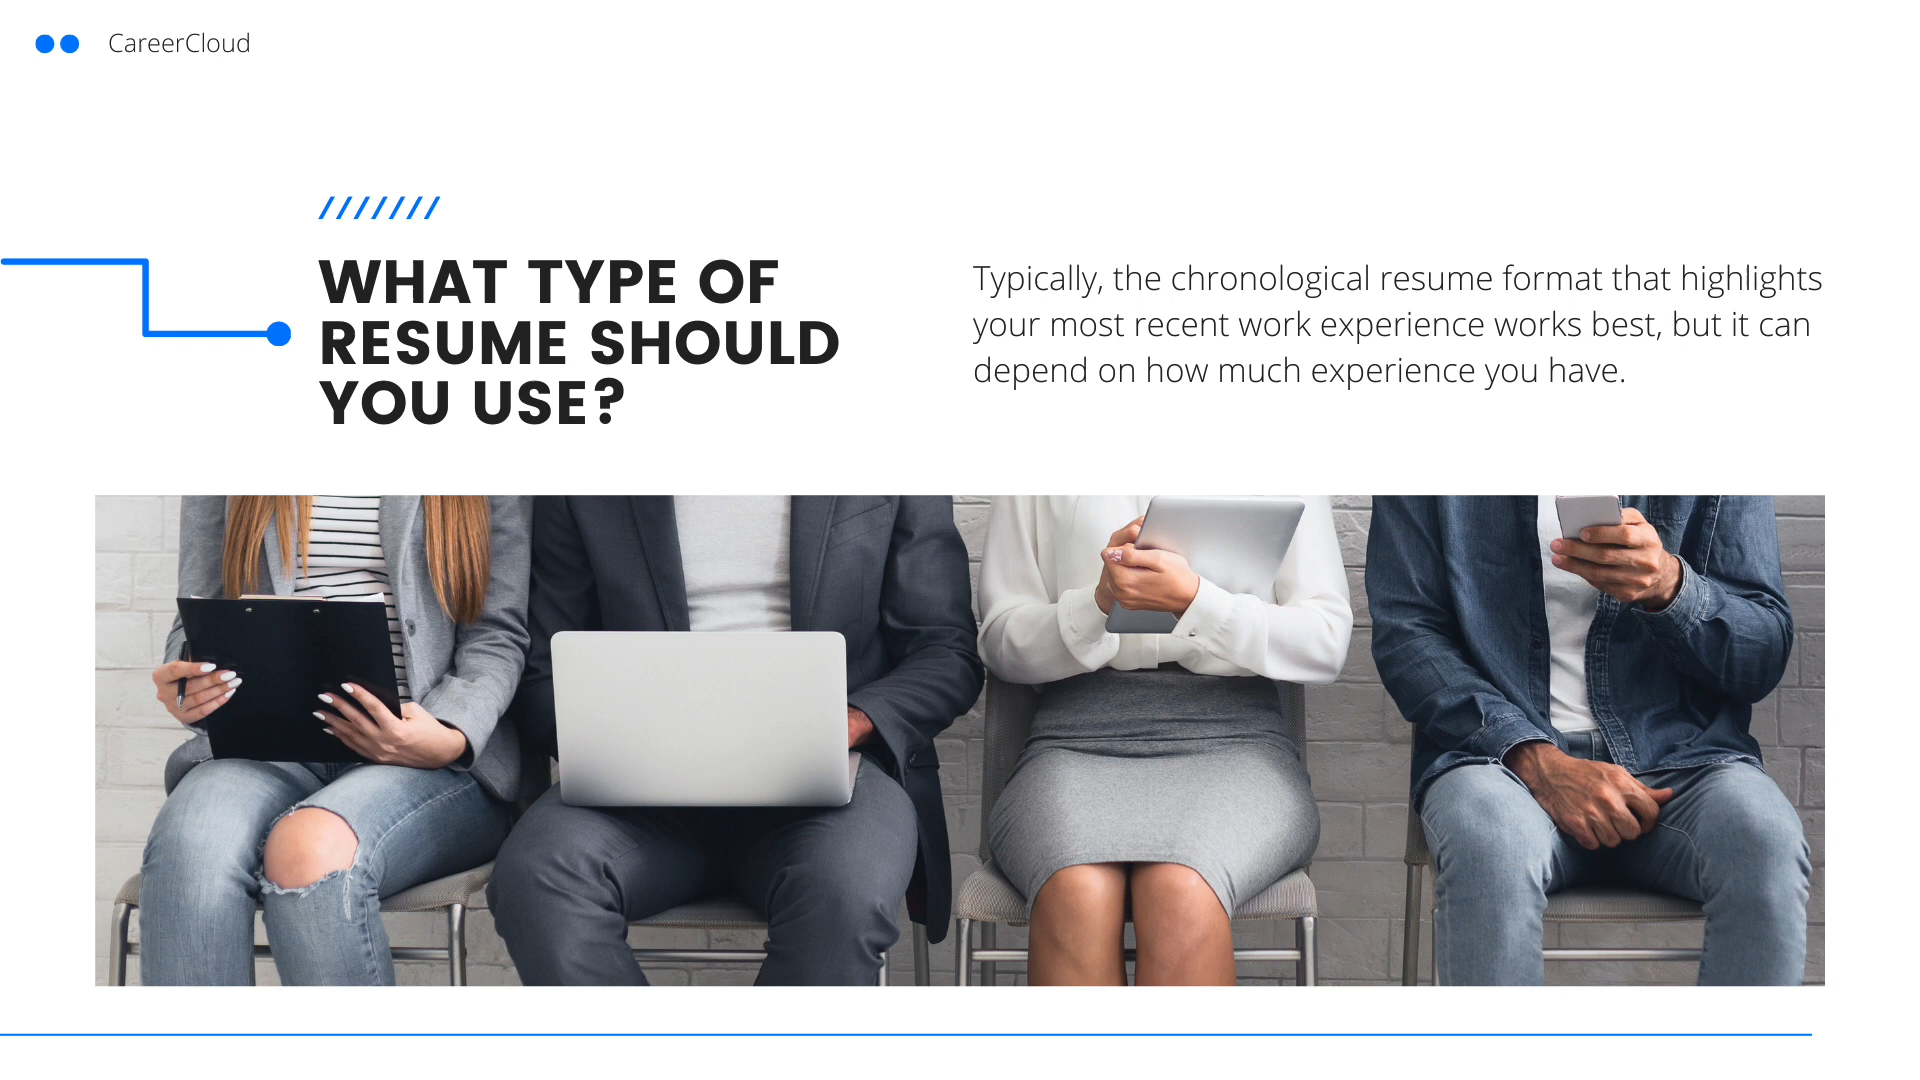 CareerCloud
WHAT TYPE OF
RESUME SHOULD
YOU USE?
Typically, the chronological resume format that highlights
your most recent work experience works best, but it can
depend on how much experience you have.